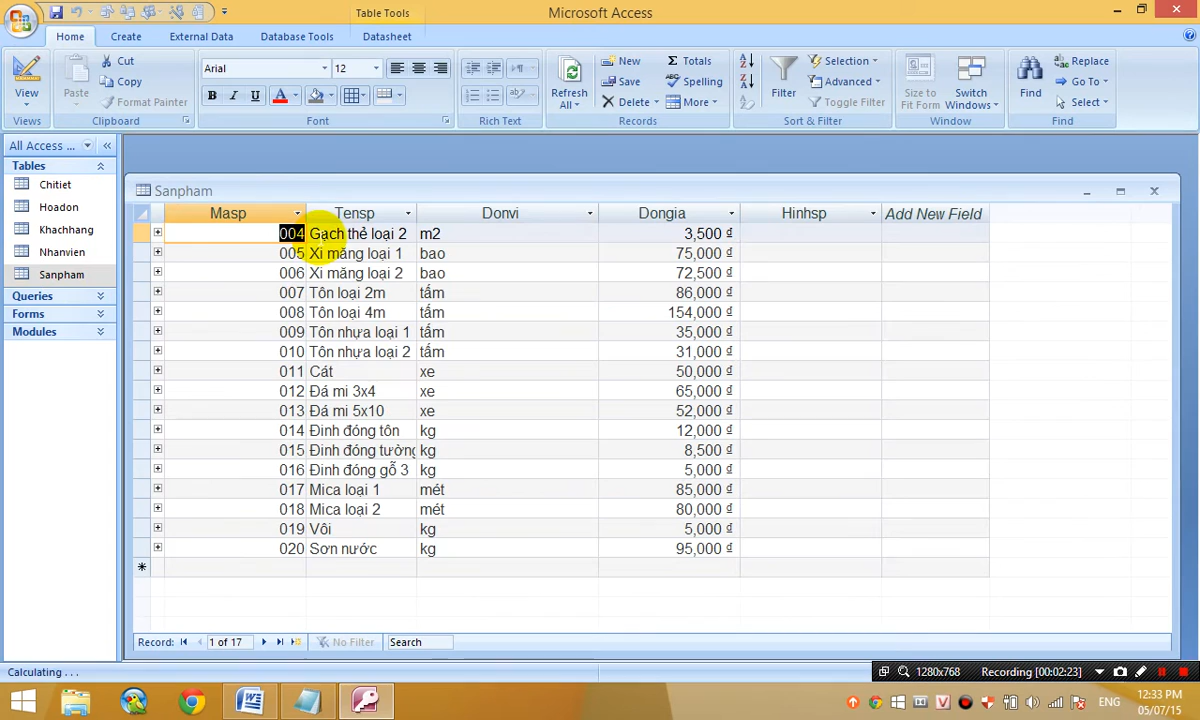 Table Tools
Microsoft Access
Home
Create
External Data
Database Tools
Datasheet
View
Views
Paste
Cut
Copy
Format Painter
Clipboard
Arial
12
B I U A
Font
Rich Text
Refresh All
New
Save
Delete
Totals
Spelling
More
Records
Filter
Selection
Advanced
Toggle Filter
Sort & Filter
Size to Fit Form
Switch Windows
Window
Find
Replace
Go To
Select
Find
All Access ...
Tables
Chitiet
Hoadon
Khachhang
Nhanvien
Sanpham
Queries
Forms
Modules
Sanpham
Masp Tensp Donvi Dongia Hinhsp Add New Field
004 Gạch thẻ loại 2 m2 3,500 ₫
005 Xi măng loại 1 bao 75,000 ₫
006 Xi măng loại 2 bao 72,500 ₫
007 Tôn loại 2m tấm 86,000 ₫
008 Tôn loại 4m tấm 154,000 ₫
009 Tôn nhựa loại 1 tấm 35,000 ₫
010 Tôn nhựa loại 2 tấm 31,000 ₫
011 Cát xe 50,000 ₫
012 Đá mi 3x4 xe 65,000 ₫
013 Đá mi 5x10 xe 52,000 ₫
014 Đinh đóng tôn kg 12,000 ₫
015 Đinh đóng tường kg 8,500 ₫
016 Đinh đóng gỗ 3 kg 5,000 ₫
017 Mica loại 1 mét 85,000 ₫
018 Mica loại 2 mét 80,000 ₫
019 Vôi kg 5,000 ₫
020 Sơn nước kg 95,000 ₫
Record: 1 of 17 No Filter Search
Calculating . . .
1280x768 Recording [00:02:23]
ENG
12:33 PM
05/07/15